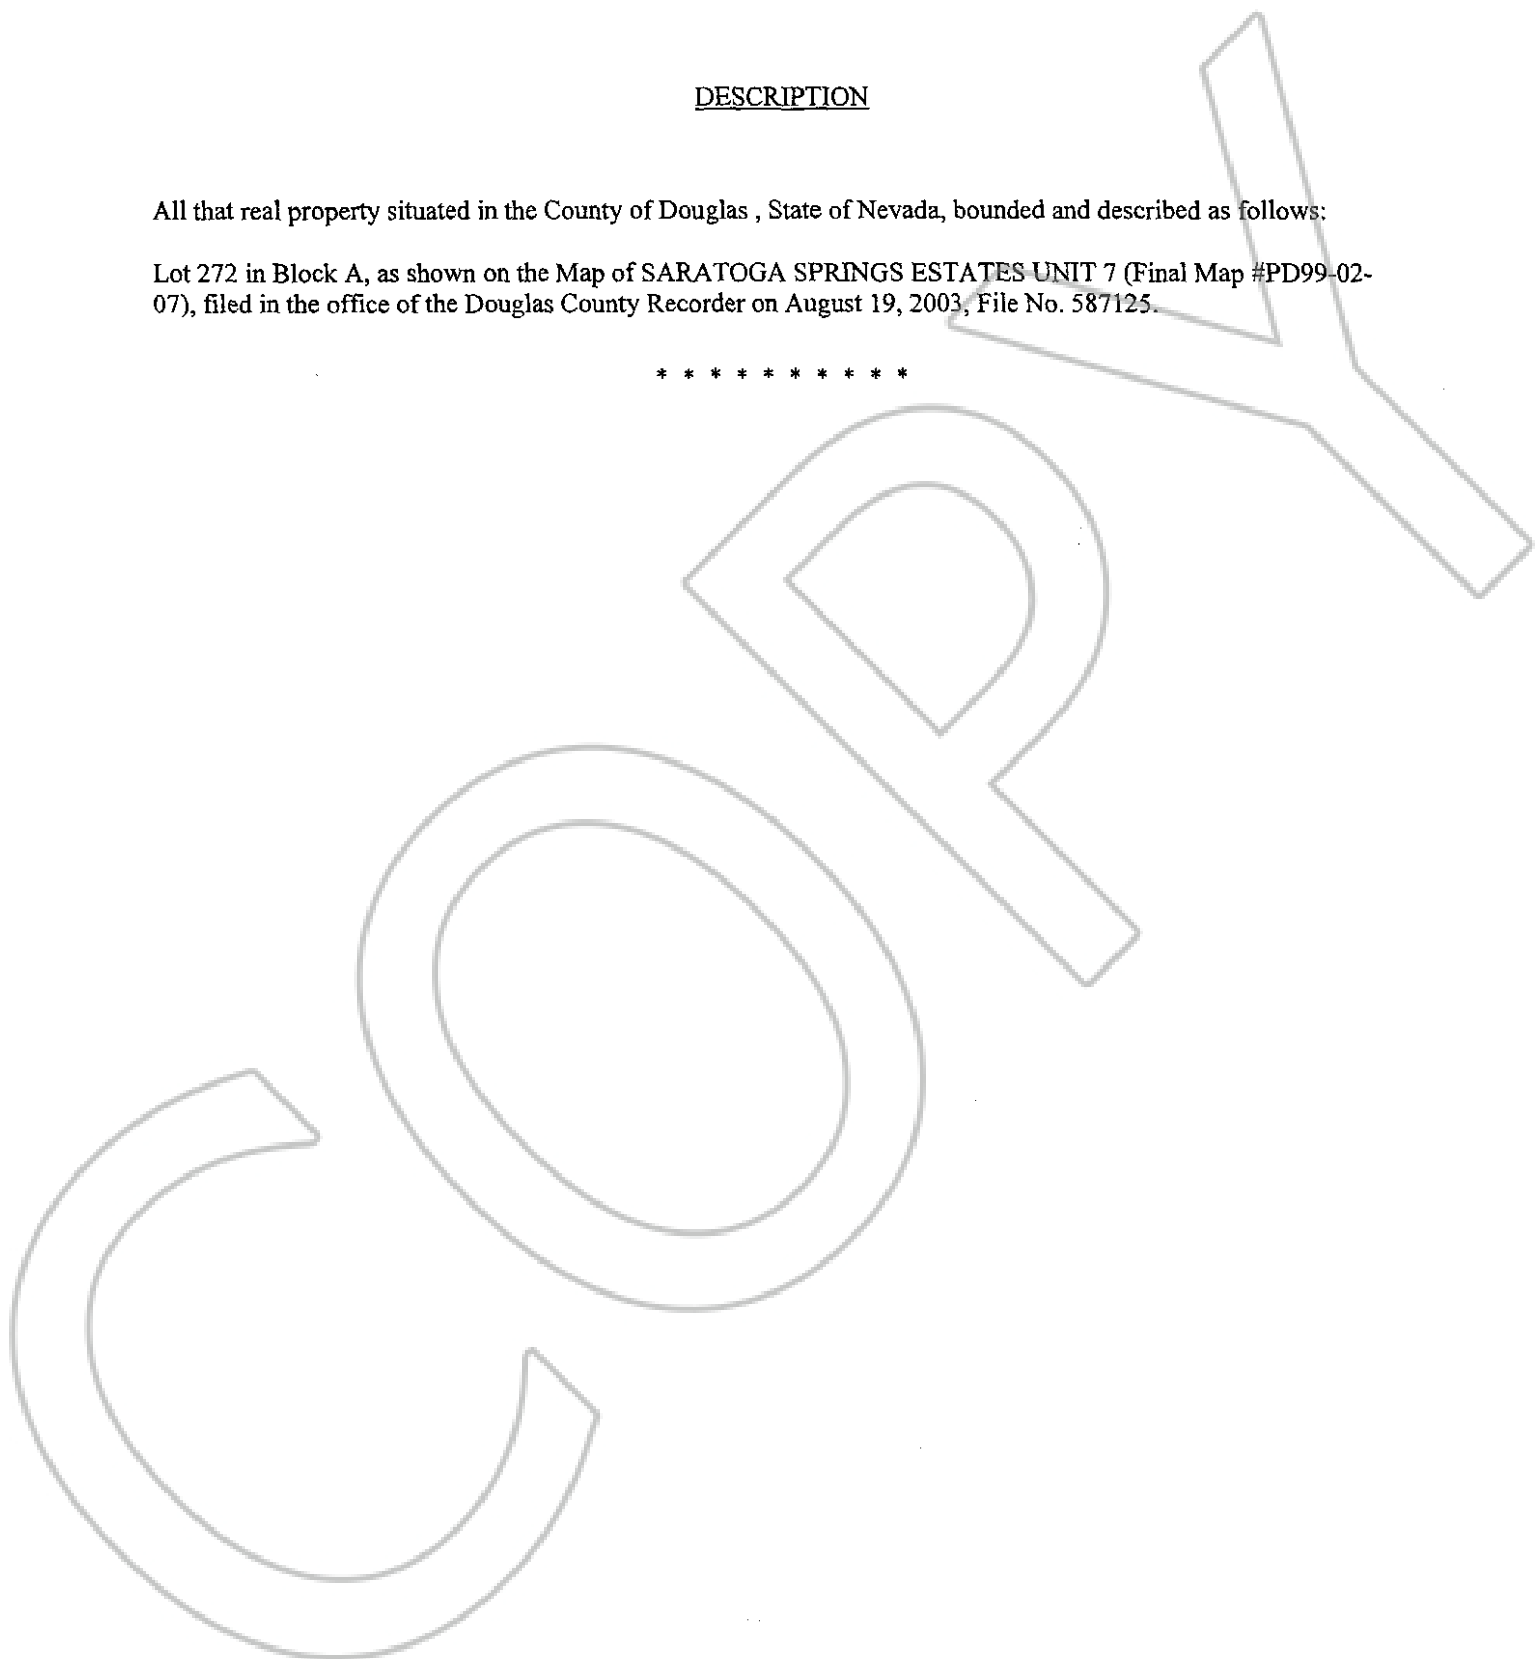 DESCRIPTION
All that real property situated in the County of Douglas , State of Nevada, bounded and described as follows:
Lot 272 in Block A, as shown on the Map of SARATOGA SPRINGS ESTATES UNIT 7 (Final Map #PD99-02-
07), filed in the office of the Douglas County Recorder on August 19, 2003, File No. 587125.
* * * * * * * * * *
COPY